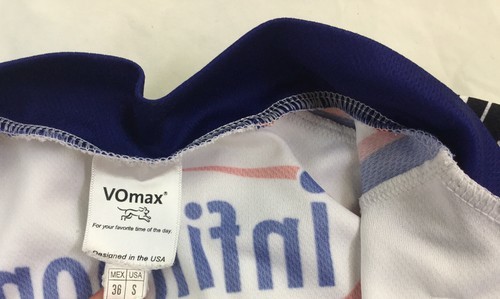 VOmax®
For your favorite time of the day.
Designed in the USA
MEX USA
36 S
infi